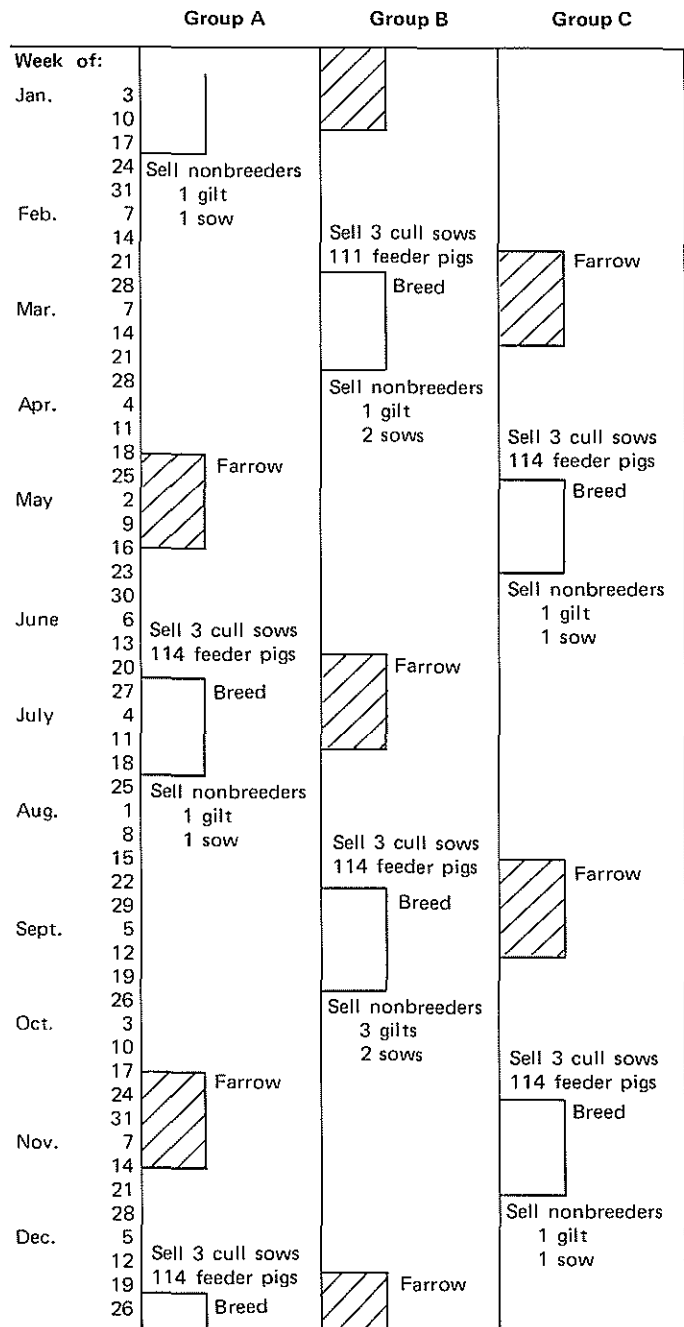 Group A Group B Group C
Week of:
Jan. 3
10
17
24
Sell nonbreeders
31
1 gilt
Feb. 7
1 sow
14
Sell 3 cull sows
21
111 feeder pigs
Farrow
28
Breed
Mar. 7
14
21
28
Sell nonbreeders
Apr. 4
1 gilt
11
2 sows
Sell 3 cull sows
18
114 feeder pigs
Farrow
25
Breed
May 2
9
16
23
30
Sell nonbreeders
June 6
1 gilt
Sell 3 cull sows
13
1 sow
114 feeder pigs
20
Farrow
27
Breed
July 4
11
18
25
Sell nonbreeders
Aug. 1
1 gilt
8
1 sow
Sell 3 cull sows
15
114 feeder pigs
Farrow
22
29
Breed
Sept. 5
12
19
26
Sell nonbreeders
Oct. 3
3 gilts
10
2 sows
Sell 3 cull sows
17
114 feeder pigs
Farrow
24
Breed
31
Nov. 7
14
21
28
Sell nonbreeders
Dec. 5
1 gilt
12
Sell 3 cull sows
1 sow
19
114 feeder pigs
Farrow
26
Breed